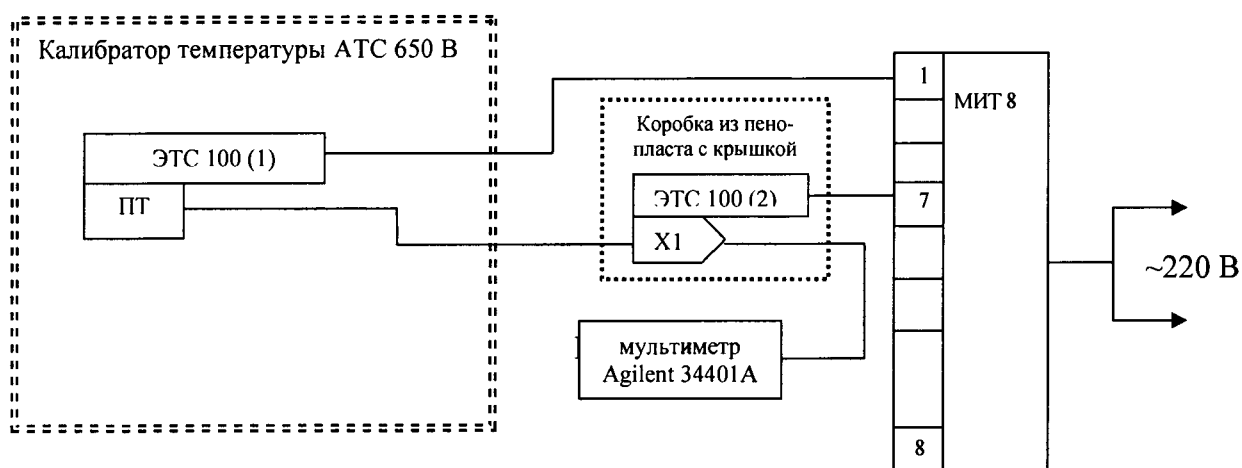 Калибратор температуры АТС 650 В
1
МИТ 8
Коробка из пено-
пласта с крышкой
ЭТС 100 (1)
ПТ
ЭТС 100 (2)
7
X1
~220 В
мультиметр
Agilent 34401A
8